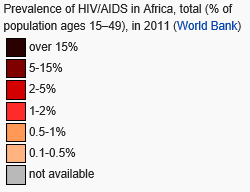 Prevalence of HIV/AIDS in Africa, total (% of
population ages 15–49), in 2011 (World Bank)
over 15%
5-15%
2-5%
1-2%
0.5-1%
0.1-0.5%
not available